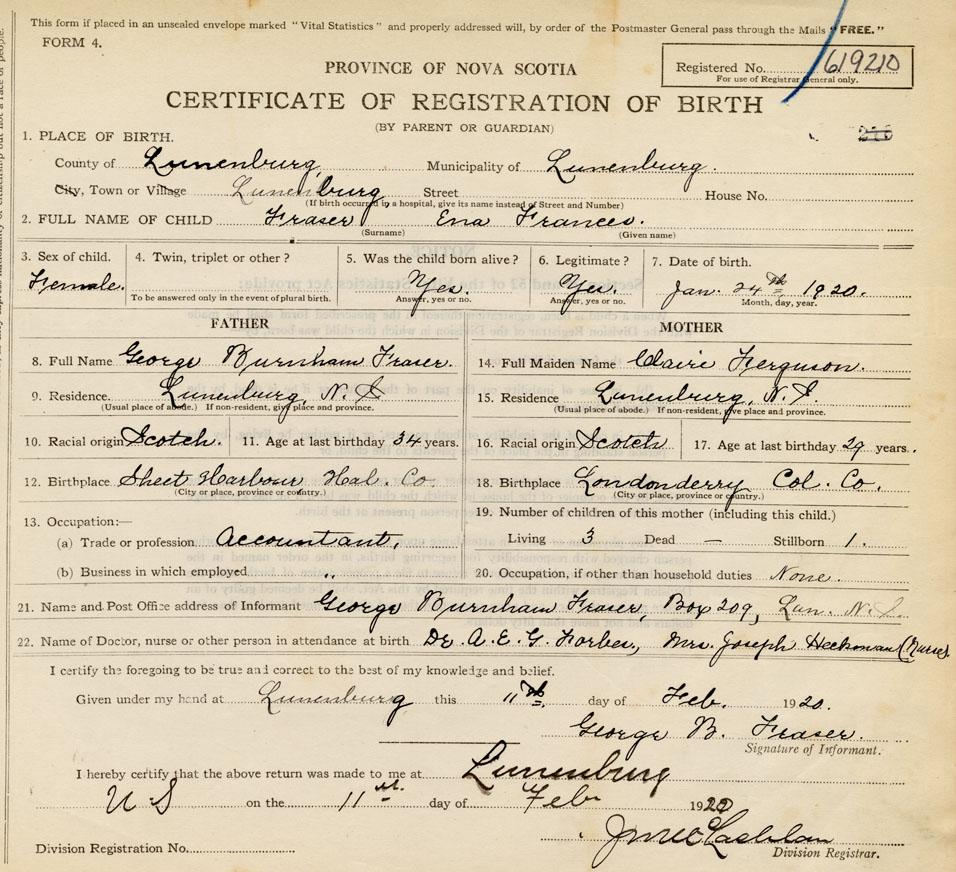 This form if placed in an unsealed envelope marked "Vital Statistics" and properly addressed will, by order of the Postmaster General pass through the Mails "FREE."
FORM 4.
Registered No. 619210
For use of Registrar General only.
PROVINCE OF NOVA SCOTIA
CERTIFICATE OF REGISTRATION OF BIRTH
(BY PARENT OR GUARDIAN)
1. PLACE OF BIRTH.
County of Lunenburg Municipality of Lunenburg.
City, Town or Village Lunenburg Street House No.
(If birth occurred in a hospital, give its name instead of Street and Number)
2. FULL NAME OF CHILD Fraser Ena Frances.
(Surname) (Given name)
3. Sex of child. 4. Twin, triplet or other? 5. Was the child born alive? 6. Legitimate? 7. Date of birth.
Female. Yes. Yes. Jan. 24th, 1920.
To be answered only in the event of plural birth. Answer, yes or no. Answer, yes or no. Month, day, year.
FATHER MOTHER
8. Full Name George Burnham Fraser. 14. Full Maiden Name Claire Ferguson.
9. Residence. Lunenburg, N.S 15. Residence Lunenburg, N.S.
(Usual place of abode.) If non-resident, give place and province. (Usual place of abode.) If non-resident, give place and province.
10. Racial origin Scotch. 11. Age at last birthday 34 years. 16. Racial origin Scotch 17. Age at last birthday 29 years.
12. Birthplace Sheet Harbour Hal. Co. 18. Birthplace Londonderry Col. Co.
(City or place, province or country.) (City or place, province or country.)
13. Occupation:— 19. Number of children of this mother (including this child.)
(a) Trade or profession Accountant. Living 3 Dead — Stillborn 1.
(b) Business in which employed " 20. Occupation, if other than household duties None.
21. Name and Post Office address of Informant George Burnham Fraser, Box 209, Lun. N.S.
22. Name of Doctor, nurse or other person in attendance at birth Dr. A. E. G. Forbes, Mrs. Joseph Heckman (Nurse).
I certify the foregoing to be true and correct to the best of my knowledge and belief.
Given under my hand at Lunenburg this 11th. day of Feb. 1920.
George B. Fraser.
Signature of Informant.
I hereby certify that the above return was made to me at Lunenburg
N S on the 11th. day of Feb 1920
Division Registration No. Division Registrar.